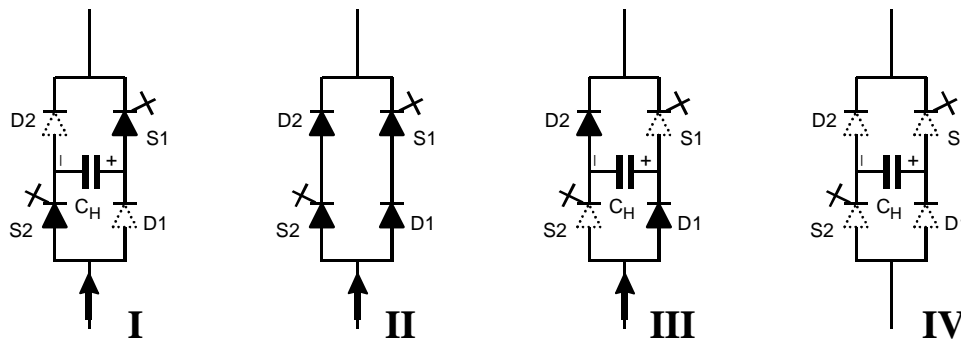 D2
S1
− +
C_H
S2
D1
I
D2
S1
S2
D1
II
D2
S1
− +
C_H
S2
D1
III
D2
S
− +
C_H
S2
D1
IV